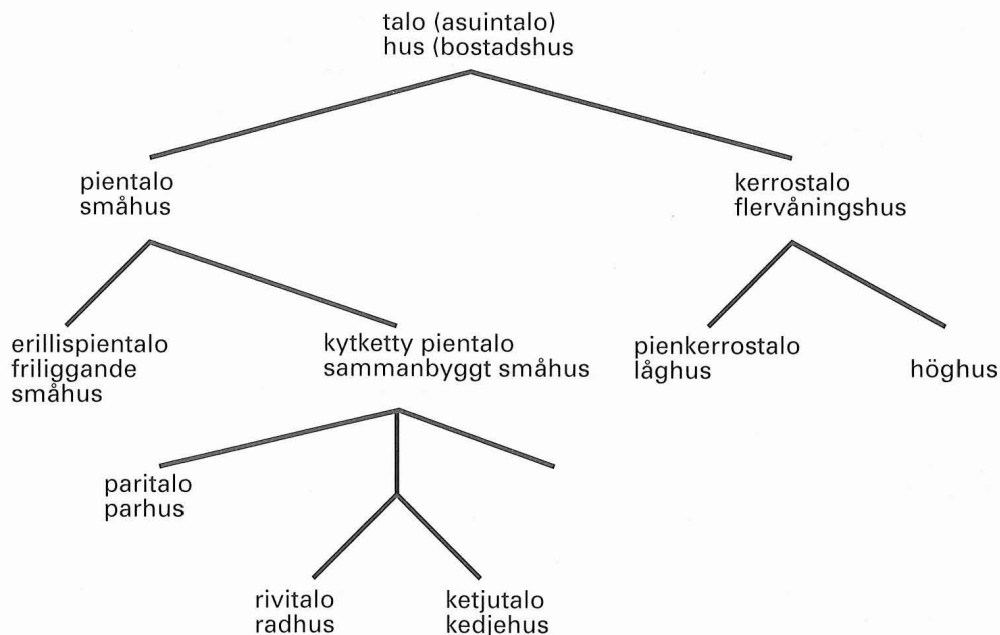 talo (asuintalo)
hus (bostadshus
pientalo
småhus
kerrostalo
flervåningshus
erillispientalo
friliggande
småhus
kytketty pientalo
sammanbyggt småhus
pienkerrostalo
låghus
höghus
paritalo
parhus
rivitalo
radhus
ketjutalo
kedjehus